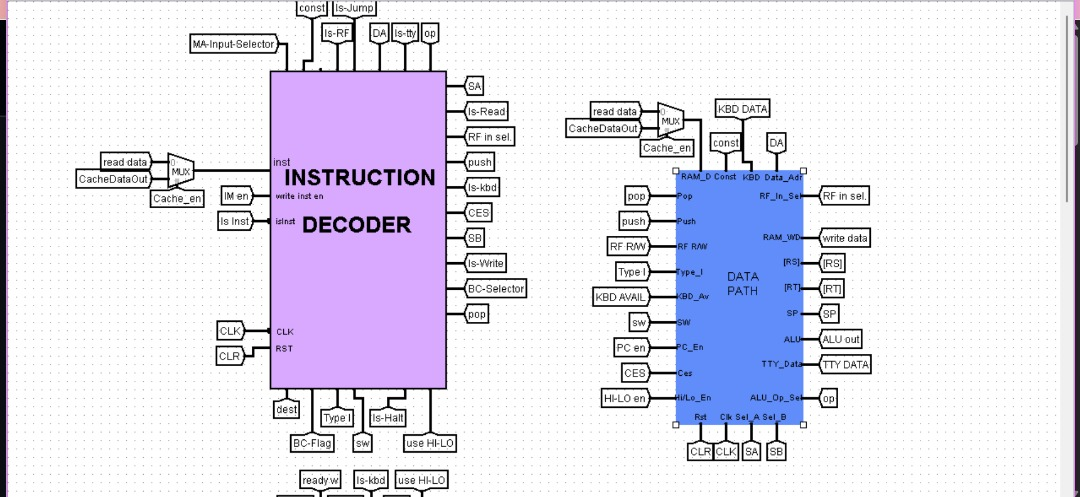 const
Is-Jump
Is-RF
DA
Is-tty
op
MA-Input-Selector
SA
Is-Read
RF in sel.
push
Is-kbd
CES
SB
Is-Write
BC-Selector
pop
read data
CacheDataOut
0
MUX
Cache_en
inst
INSTRUCTION
DECODER
IM en
write inst en
Is Inst
isInst
CLK
CLK
CLR
RST
dest
BC-Flag
Type I
sw
Is-Halt
use HI-LO
ready w
Is-kbd
use HI-LO
read data
CacheDataOut
0
MUX
Cache_en
KBD DATA
const
DA
RAM_D
Const
KBD
Data_Adr
pop
Pop
RF_In_Sel
RF in sel.
push
Push
RF R/W
RF R/W
RAM_WD
write data
Type I
Type_I
[RS]
[RS]
DATA
PATH
KBD AVAIL
KBD_Av
[RT]
[RT]
sw
SW
SP
SP
PC en
PC_En
ALU
ALU out
CES
Ces
TTY_Data
TTY DATA
HI-LO en
Hi/Lo_En
ALU_Op_Sel
op
Rst
Clk
Sel_A
Sel_B
CLR
CLK
SA
SB